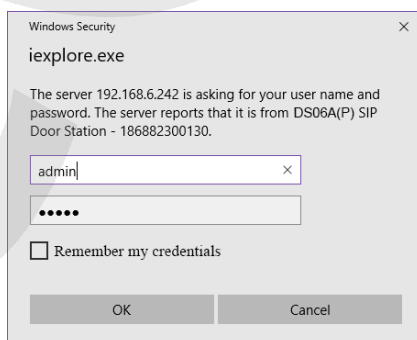 Windows Security
iexplore.exe
The server 192.168.6.242 is asking for your user name and
password. The server reports that it is from DS06A(P) SIP
Door Station - 186882300130.
admin
•••••
Remember my credentials
OK Cancel